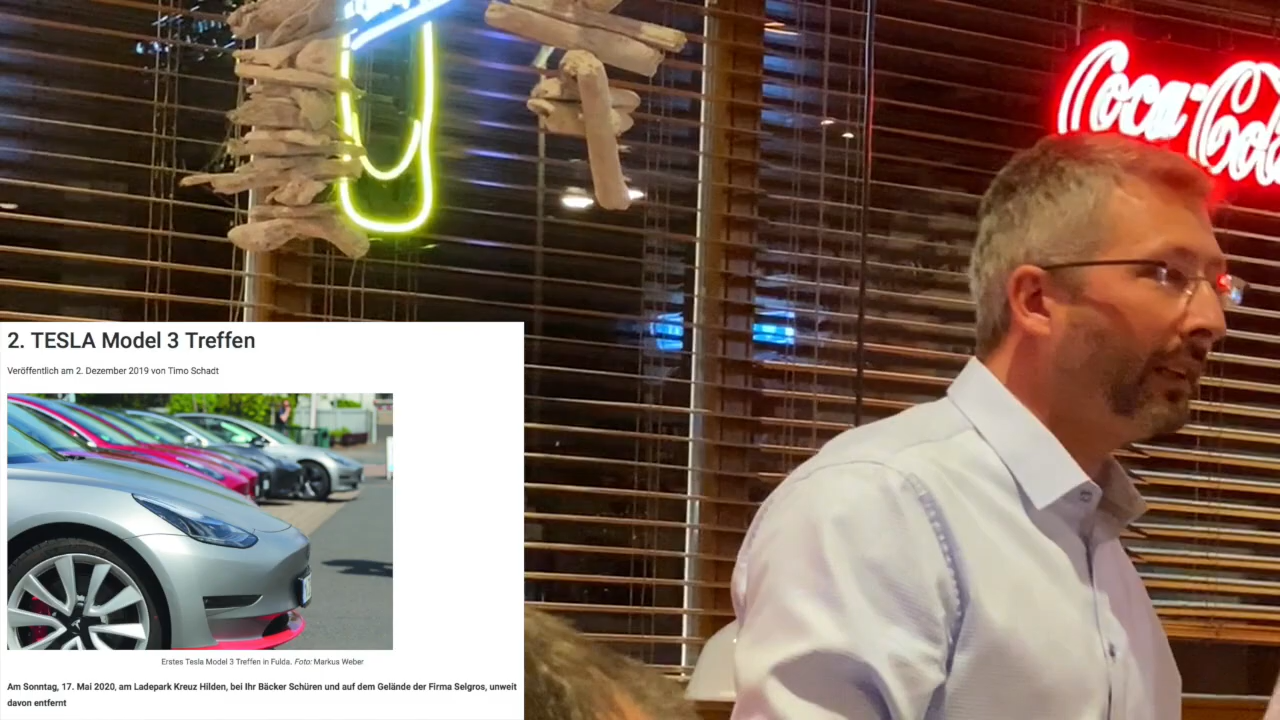 Coca-Cola
2. TESLA Model 3 Treffen
Veröffentlich am 2. Dezember 2019 von Timo Schadt
Erstes Tesla Model 3 Treffen in Fulda. Foto: Markus Weber
Am Sonntag, 17. Mai 2020, am Ladepark Kreuz Hilden, bei Ihr Bäcker Schüren und auf dem Gelände der Firma Selgros, unweit
davon entfernt